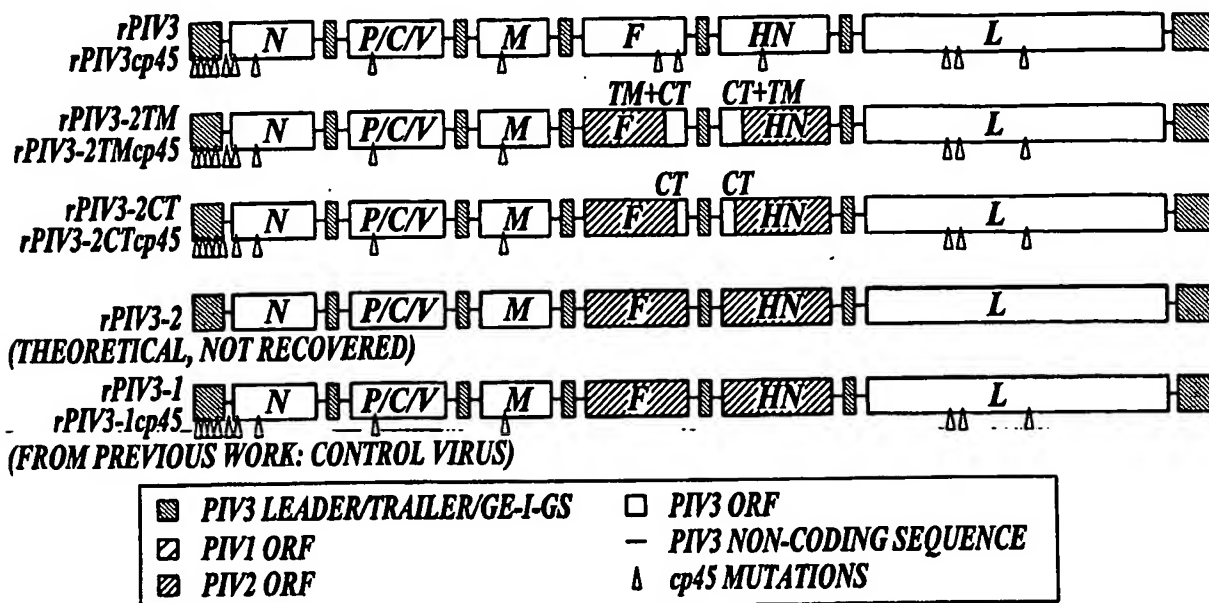 rPIV3
rPIV3cp45
N P/C/V M F HN L
TM+CT CT+TM
rPIV3-2TM
rPIV3-2TMcp45
N P/C/V M F HN L
CT CT
rPIV3-2CT
rPIV3-2CTcp45
N P/C/V M F HN L
rPIV3-2
N P/C/V M F HN L
(THEORETICAL, NOT RECOVERED)
rPIV3-1
rPIV3-1cp45
N P/C/V M F HN L
(FROM PREVIOUS WORK: CONTROL VIRUS)
PIV3 LEADER/TRAILER/GE-I-GS
PIV1 ORF
PIV2 ORF
PIV3 ORF
PIV3 NON-CODING SEQUENCE
cp45 MUTATIONS